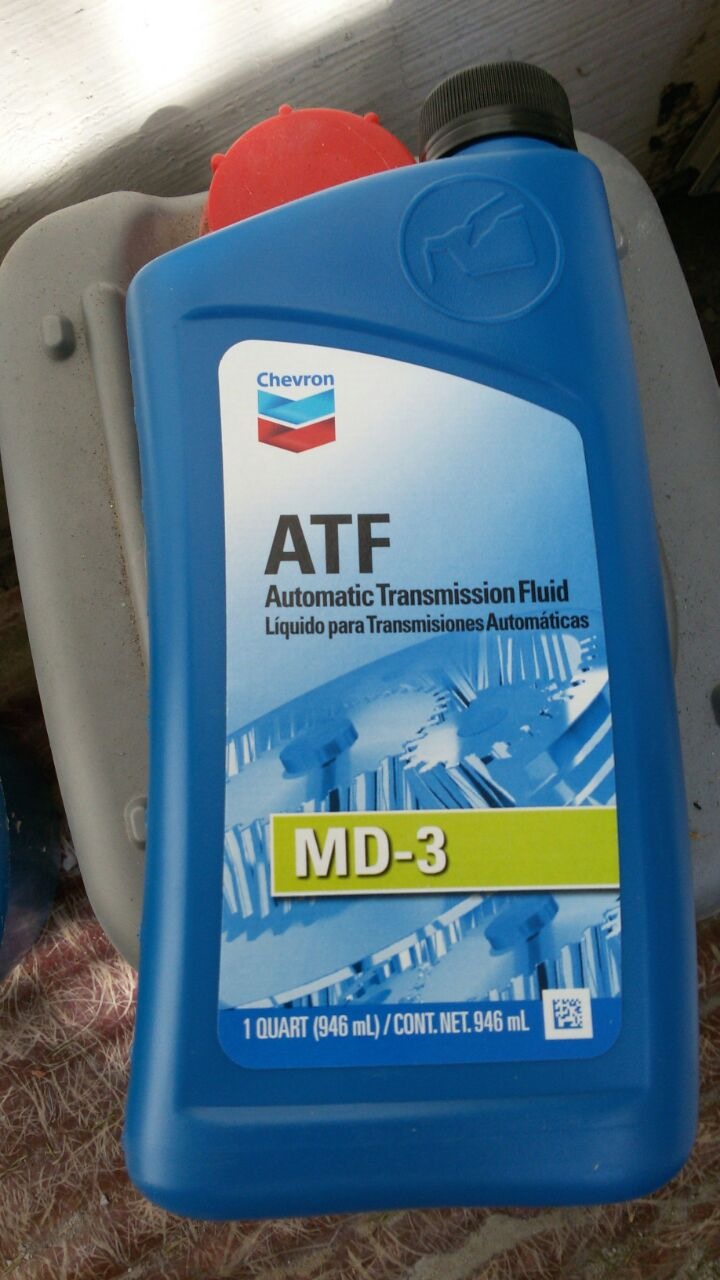 Chevron
ATF
Automatic Transmission Fluid
Líquido para Transmisiones Automáticas
MD-3
1 QUART (946 mL) / CONT. NET. 946 mL